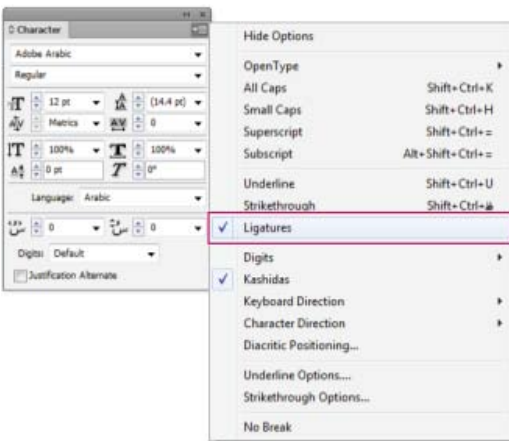 Character
Adobe Arabic
Regular
12 pt (14.4 pt)
Metrics 0
100% 100%
0 pt 0°
Language: Arabic
0 0
Digits: Default
Justification Alternate
Hide Options
OpenType
All Caps Shift+Ctrl+K
Small Caps Shift+Ctrl+H
Superscript Shift+Ctrl+=
Subscript Alt+Shift+Ctrl+=
Underline Shift+Ctrl+U
Strikethrough Shift+Ctrl+
Ligatures
Digits
Kashidas
Keyboard Direction
Character Direction
Diacritic Positioning...
Underline Options....
Strikethrough Options...
No Break